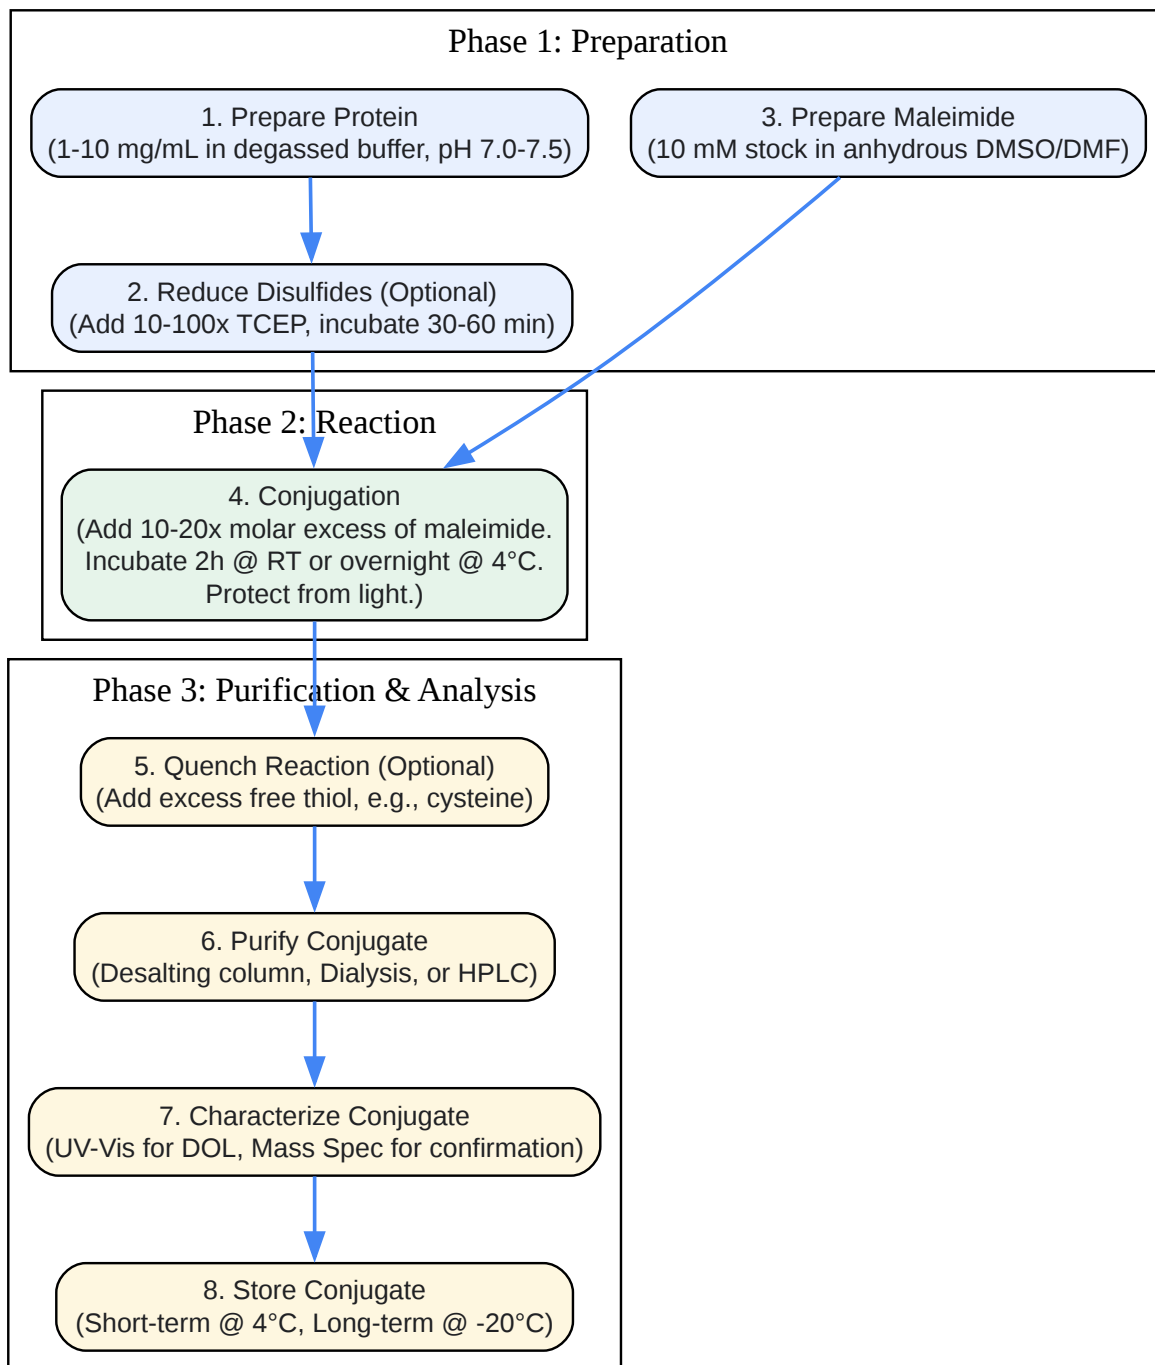 Phase 1: Preparation
1. Prepare Protein
(1-10 mg/mL in degassed buffer, pH 7.0-7.5)
3. Prepare Maleimide
(10 mM stock in anhydrous DMSO/DMF)
2. Reduce Disulfides (Optional)
(Add 10-100x TCEP, incubate 30-60 min)
Phase 2: Reaction
4. Conjugation
(Add 10-20x molar excess of maleimide.
Incubate 2h @ RT or overnight @ 4°C.
Protect from light.)
Phase 3: Purification & Analysis
5. Quench Reaction (Optional)
(Add excess free thiol, e.g., cysteine)
6. Purify Conjugate
(Desalting column, Dialysis, or HPLC)
7. Characterize Conjugate
(UV-Vis for DOL, Mass Spec for confirmation)
8. Store Conjugate
(Short-term @ 4°C, Long-term @ -20°C)